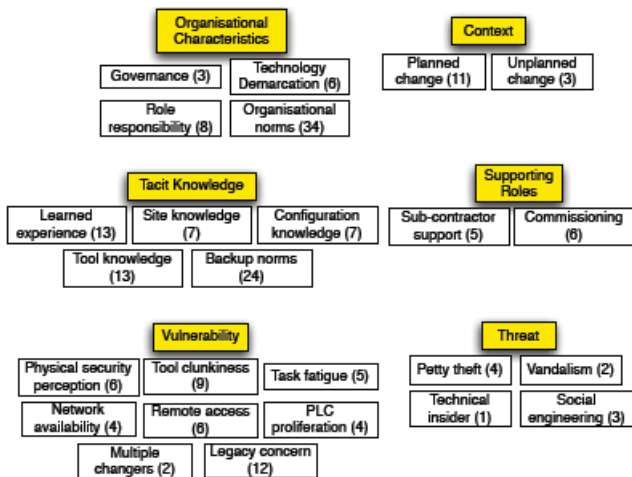 Organisational
Characteristics
Governance (3)
Technology
Demarcation (6)
Role
responsibility (8)
Organisational
norms (34)
Context
Planned
change (11)
Unplanned
change (3)
Tacit Knowledge
Learned
experience (13)
Site knowledge
(7)
Configuration
knowledge (7)
Tool knowledge
(13)
Backup norms
(24)
Supporting
Roles
Sub-contractor
support (5)
Commissioning
(6)
Vulnerability
Physical security
perception (6)
Tool clunkiness
(9)
Task fatigue (5)
Network
availability (4)
Remote access
(6)
PLC
proliferation (4)
Multiple
changers (2)
Legacy concern
(12)
Threat
Petty theft (4)
Vandalism (2)
Technical
insider (1)
Social
engineering (3)